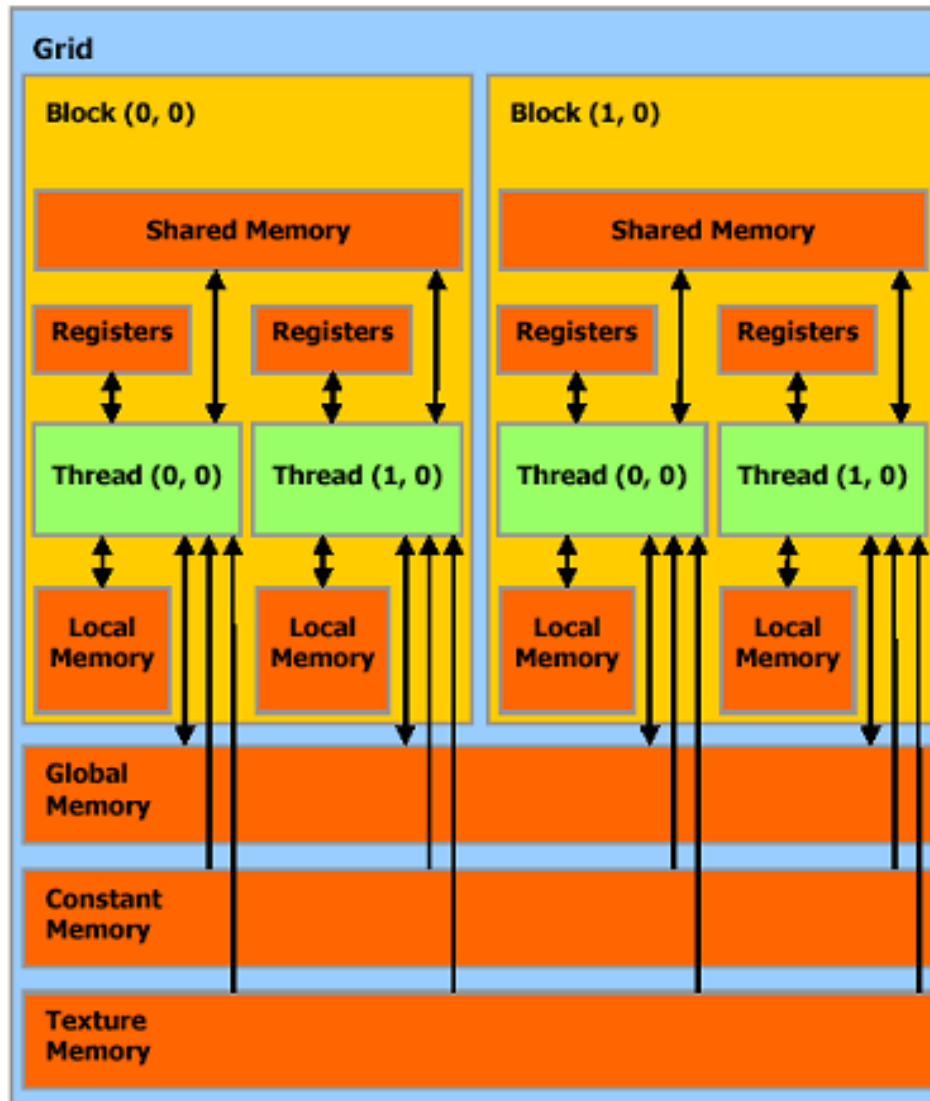 Grid
Block (0, 0)
Shared Memory
Registers
Registers
Thread (0, 0)
Thread (1, 0)
Local
Memory
Local
Memory
Block (1, 0)
Shared Memory
Registers
Registers
Thread (0, 0)
Thread (1, 0)
Local
Memory
Local
Memory
Global
Memory
Constant
Memory
Texture
Memory